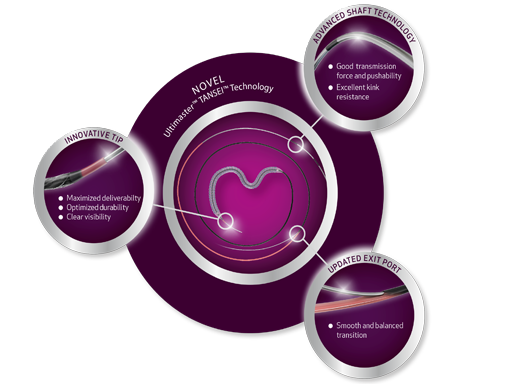 ADVANCED SHAFT TECHNOLOGY
Good transmission
force and pushability
Excellent kink
resistance
NOVEL
Ultimaster™ TANSEI™ Technology
INNOVATIVE TIP
Maximized deliverability
Optimized durability
Clear visibility
UPDATED EXIT PORT
Smooth and balanced
transition